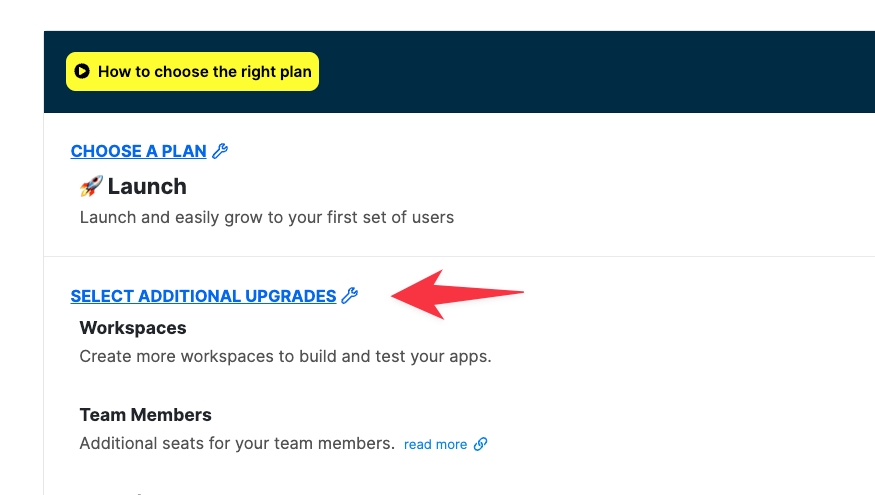 How to choose the right plan
CHOOSE A PLAN
🚀 Launch
Launch and easily grow to your first set of users
SELECT ADDITIONAL UPGRADES
Workspaces
Create more workspaces to build and test your apps.
Team Members
Additional seats for your team members. read more